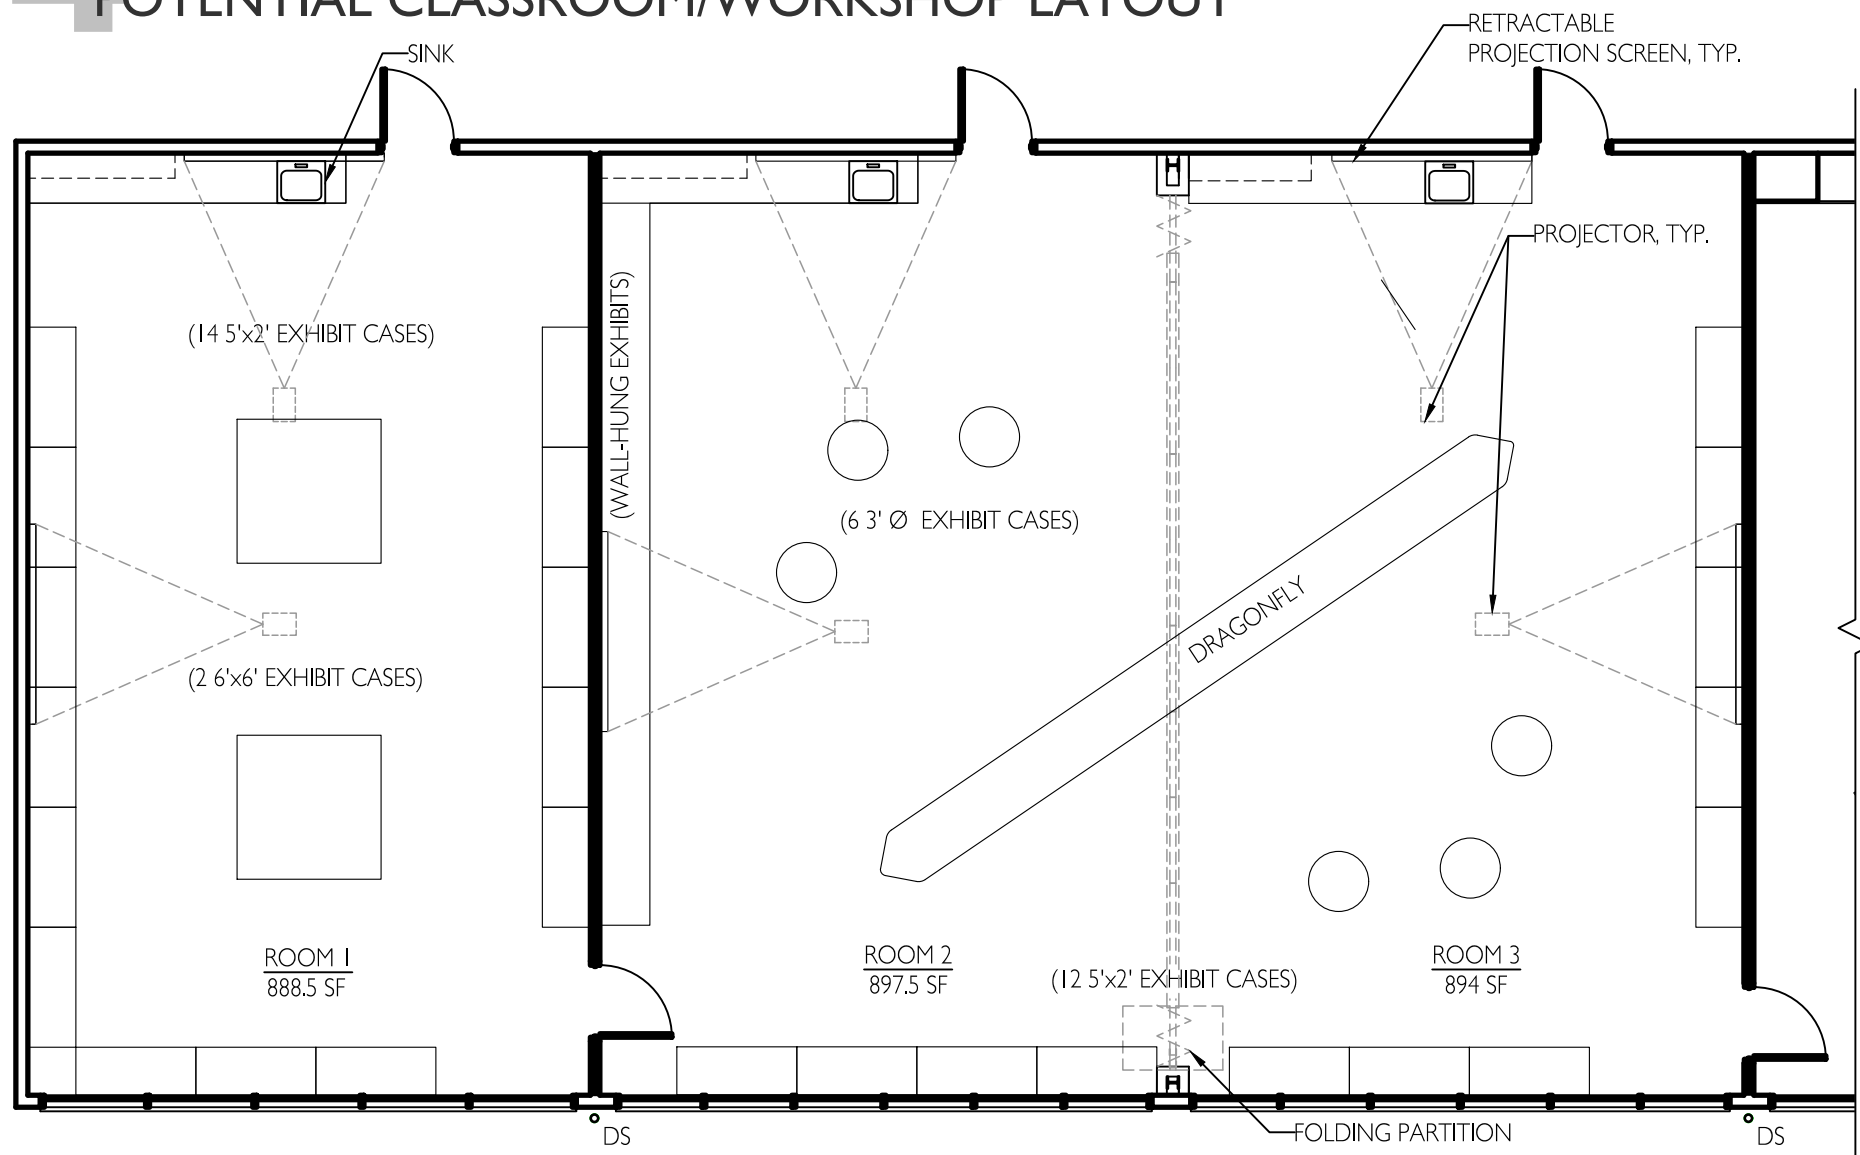 POTENTIAL CLASSROOM/WORKSHOP LAYOUT
RETRACTABLE
PROJECTION SCREEN, TYP.
SINK
PROJECTOR, TYP.
(14 5'x2' EXHIBIT CASES)
(WALL-HUNG EXHIBITS)
(6 3' Ø EXHIBIT CASES)
DRAGONFLY
(2 6'x6' EXHIBIT CASES)
ROOM 1
888.5 SF
ROOM 2
897.5 SF
(12 5'x2' EXHIBIT CASES)
ROOM 3
894 SF
FOLDING PARTITION
DS
DS